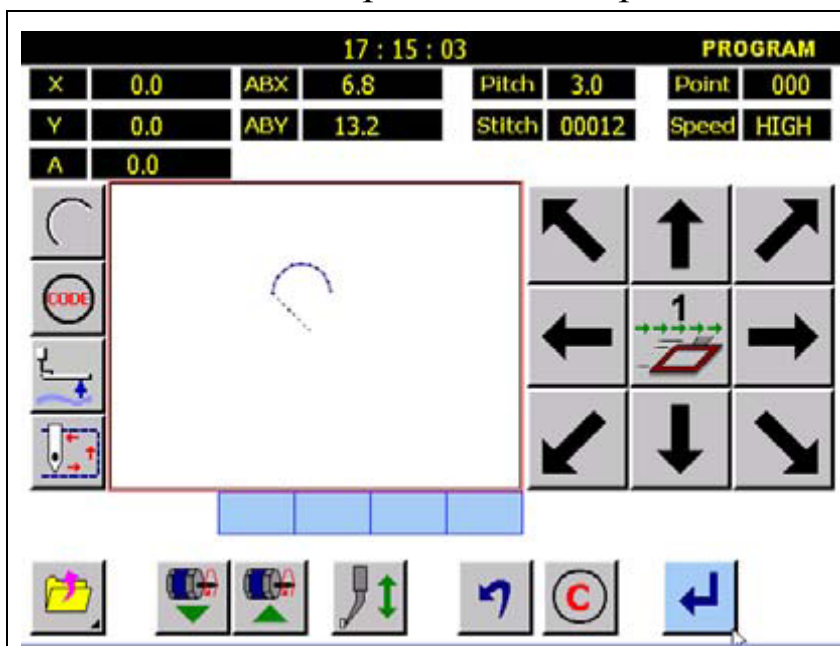 17 : 15 : 03 PROGRAM
X 0.0 ABX 6.8 Pitch 3.0 Point 000
Y 0.0 ABY 13.2 Stitch 00012 Speed HIGH
A 0.0
CODE
1
C